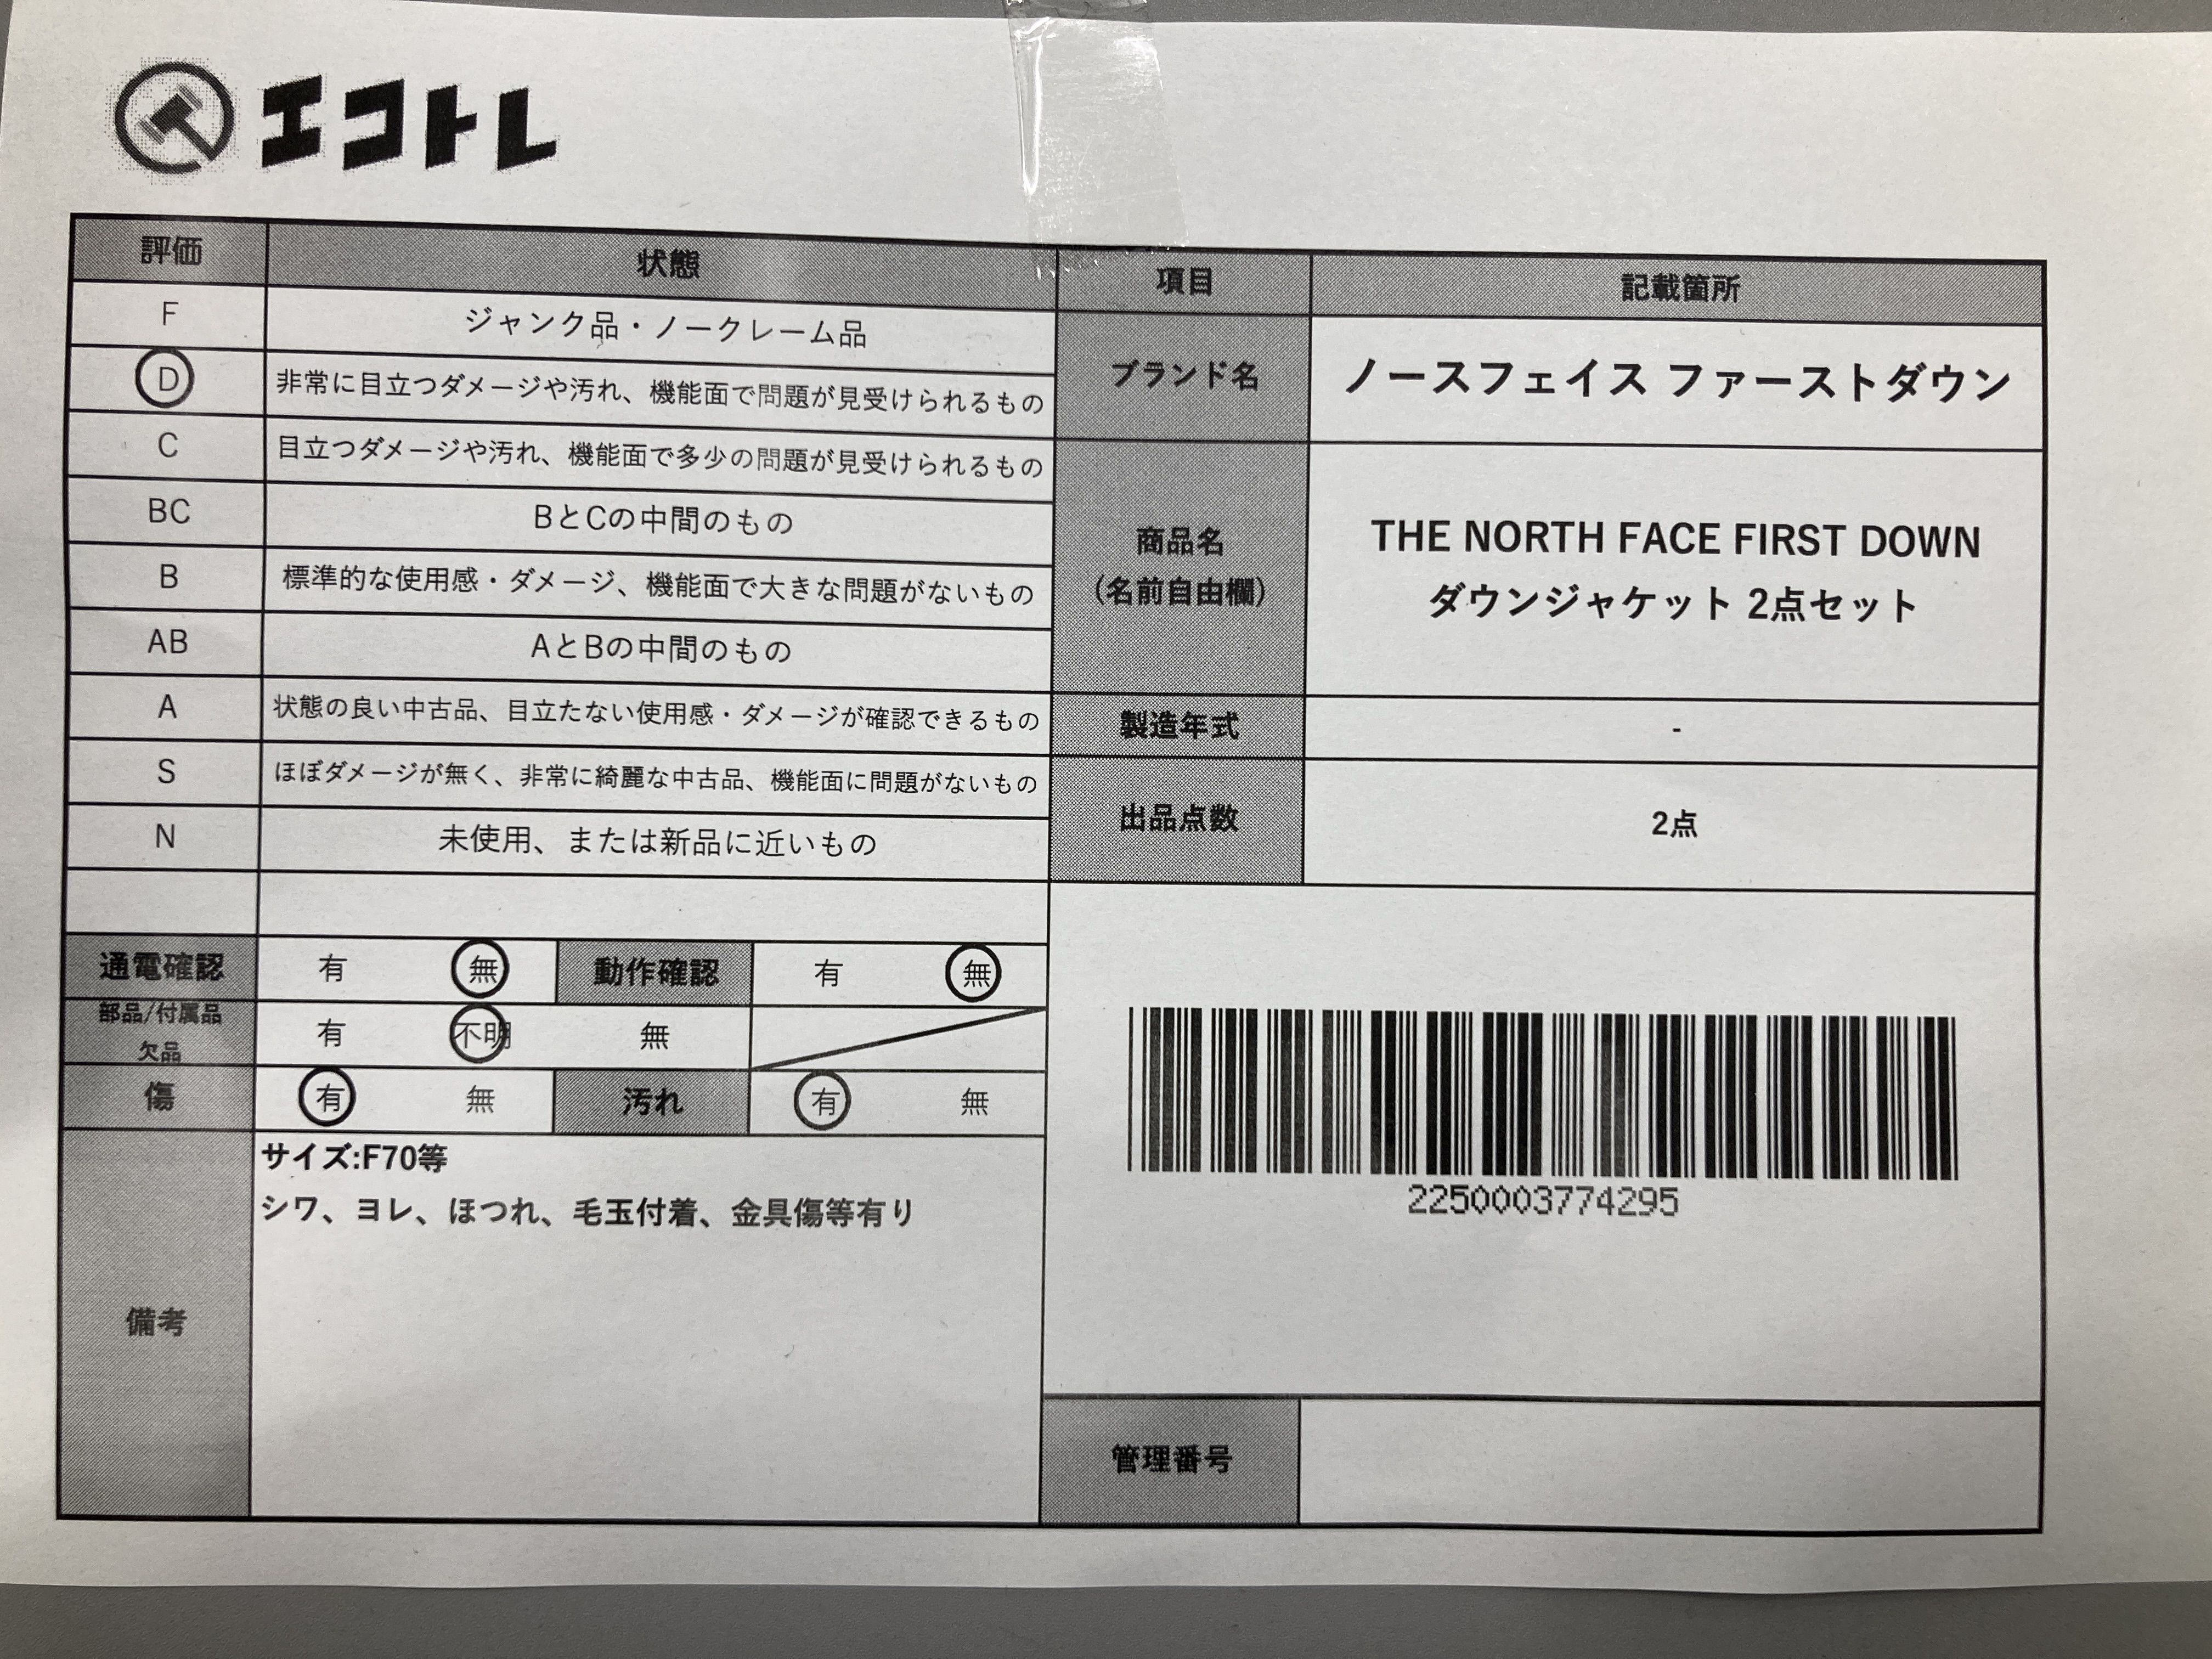 エコトレ
評価 状態
F ジャンク品・ノークレーム品
D 非常に目立つダメージや汚れ、機能面で問題が見受けられるもの
C 目立つダメージや汚れ、機能面で多少の問題が見受けられるもの
BC BとCの中間のもの
B 標準的な使用感・ダメージ、機能面で大きな問題がないもの
AB AとBの中間のもの
A 状態の良い中古品、目立たない使用感・ダメージが確認できるもの
S ほぼダメージが無く、非常に綺麗な中古品、機能面に問題がないもの
N 未使用、または新品に近いもの
通電確認 有 無 動作確認 有 無
部品/付属品
欠品 有 不明 無
傷 有 無 汚れ 有 無
備考
サイズ:F70等
シワ、ヨレ、ほつれ、毛玉付着、金具傷等有り
項目 記載箇所
ブランド名 ノースフェイス ファーストダウン
商品名
(名前自由欄)
THE NORTH FACE FIRST DOWN
ダウンジャケット 2点セット
製造年式 -
出品点数 2点
2250003774295
管理番号